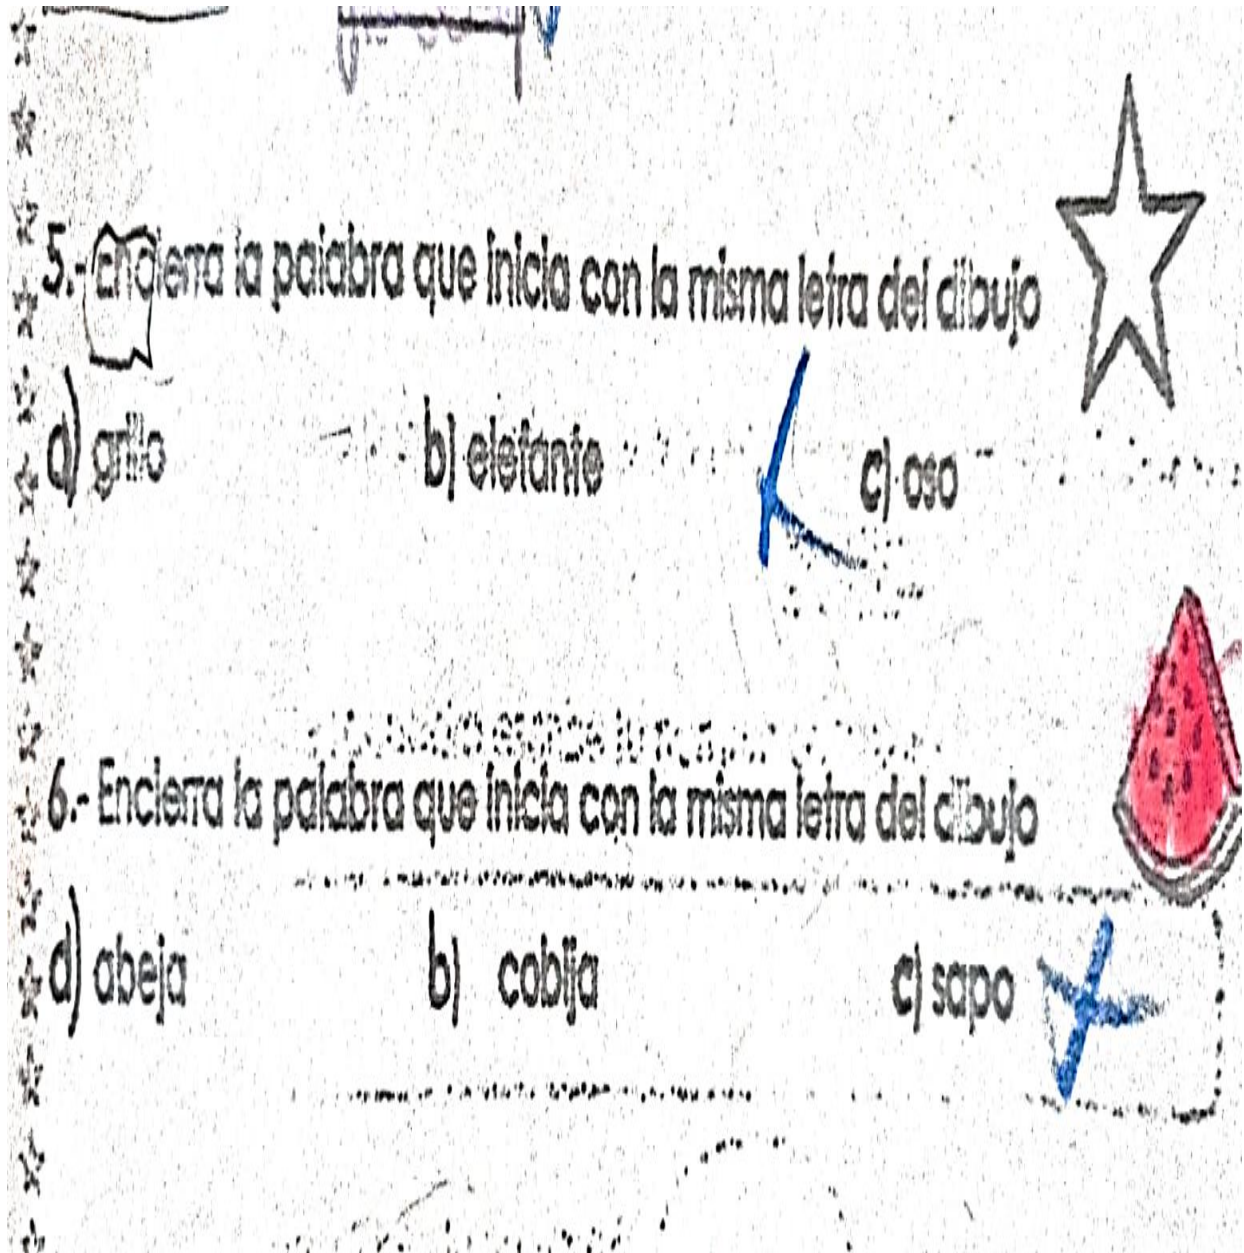 5.- Encierra la palabra que inicia con la misma letra del dibujo
a) grillo b) elefante c) oso
6.- Encierra la palabra que inicia con la misma letra del dibujo
a) abeja b) cobija c) sapo